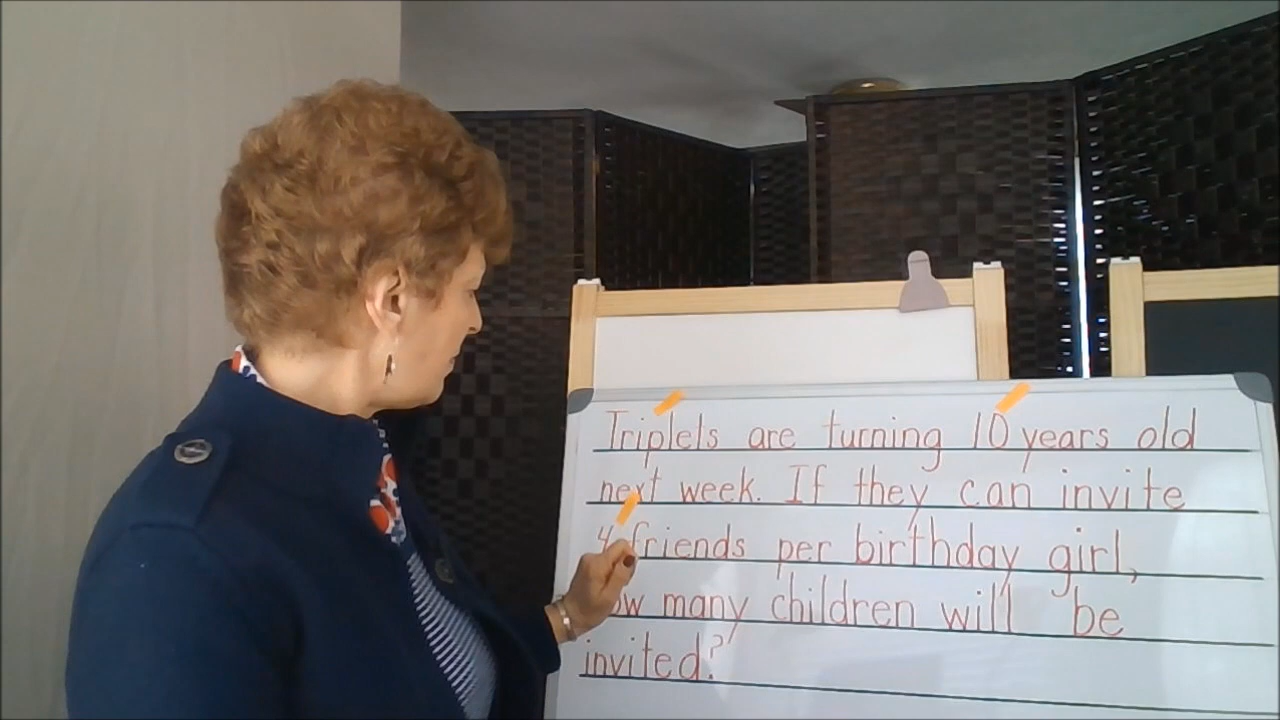 Triplets are turning 10 years old
next week. If they can invite
4 friends per birthday girl,
how many children will be
invited?